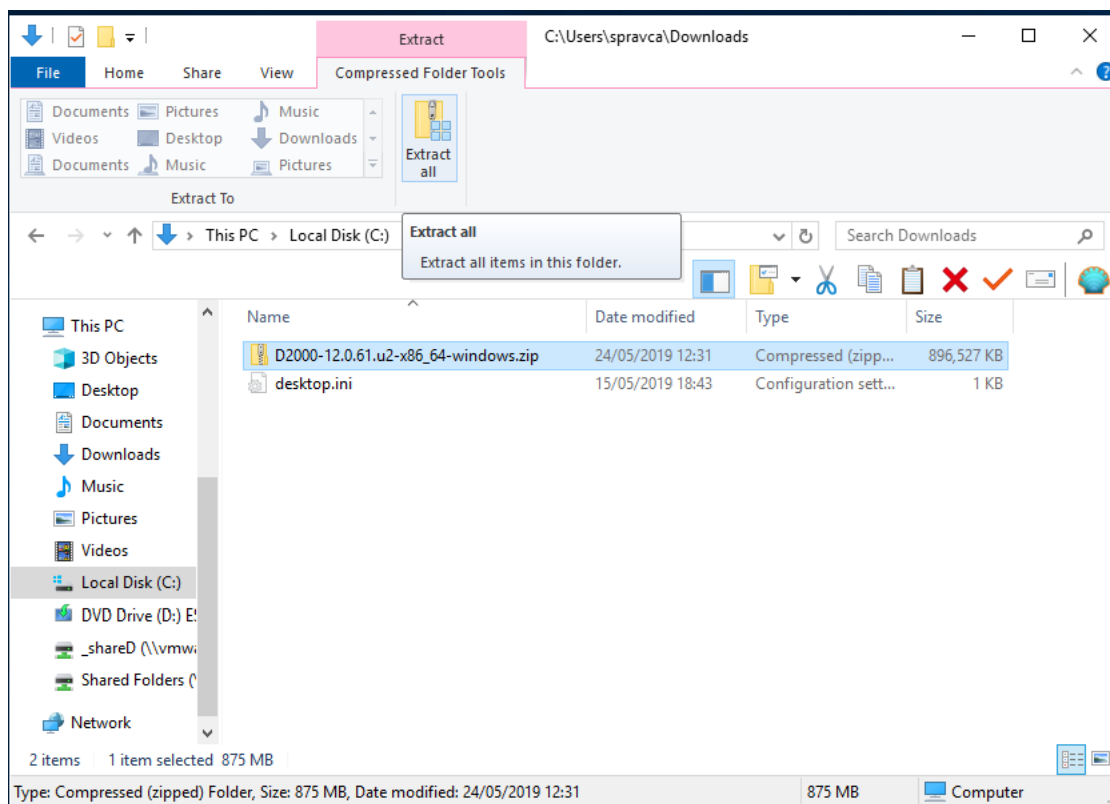 Extract C:\Users\spravca\Downloads
File Home Share View Compressed Folder Tools
Documents Pictures Music
Videos Desktop Downloads
Documents Music Pictures
Extract all
Extract To
This PC > Local Disk (C:) Search Downloads
Extract all
Extract all items in this folder.
Name Date modified Type Size
D2000-12.0.61.u2-x86_64-windows.zip 24/05/2019 12:31 Compressed (zipp... 896,527 KB
desktop.ini 15/05/2019 18:43 Configuration sett... 1 KB
This PC
3D Objects
Desktop
Documents
Downloads
Music
Pictures
Videos
Local Disk (C:)
DVD Drive (D:) E
_shareD (\\vmwa
Shared Folders (
Network
2 items 1 item selected 875 MB
Type: Compressed (zipped) Folder, Size: 875 MB, Date modified: 24/05/2019 12:31 875 MB Computer